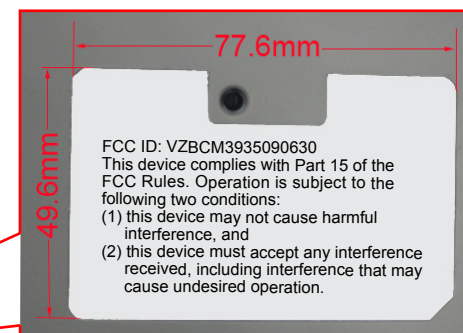 77.6mm
49.6mm
FCC ID: VZBCM3935090630
This device complies with Part 15 of the
FCC Rules. Operation is subject to the
following two conditions:
(1) this device may not cause harmful
interference, and
(2) this device must accept any interference
received, including interference that may
cause undesired operation.